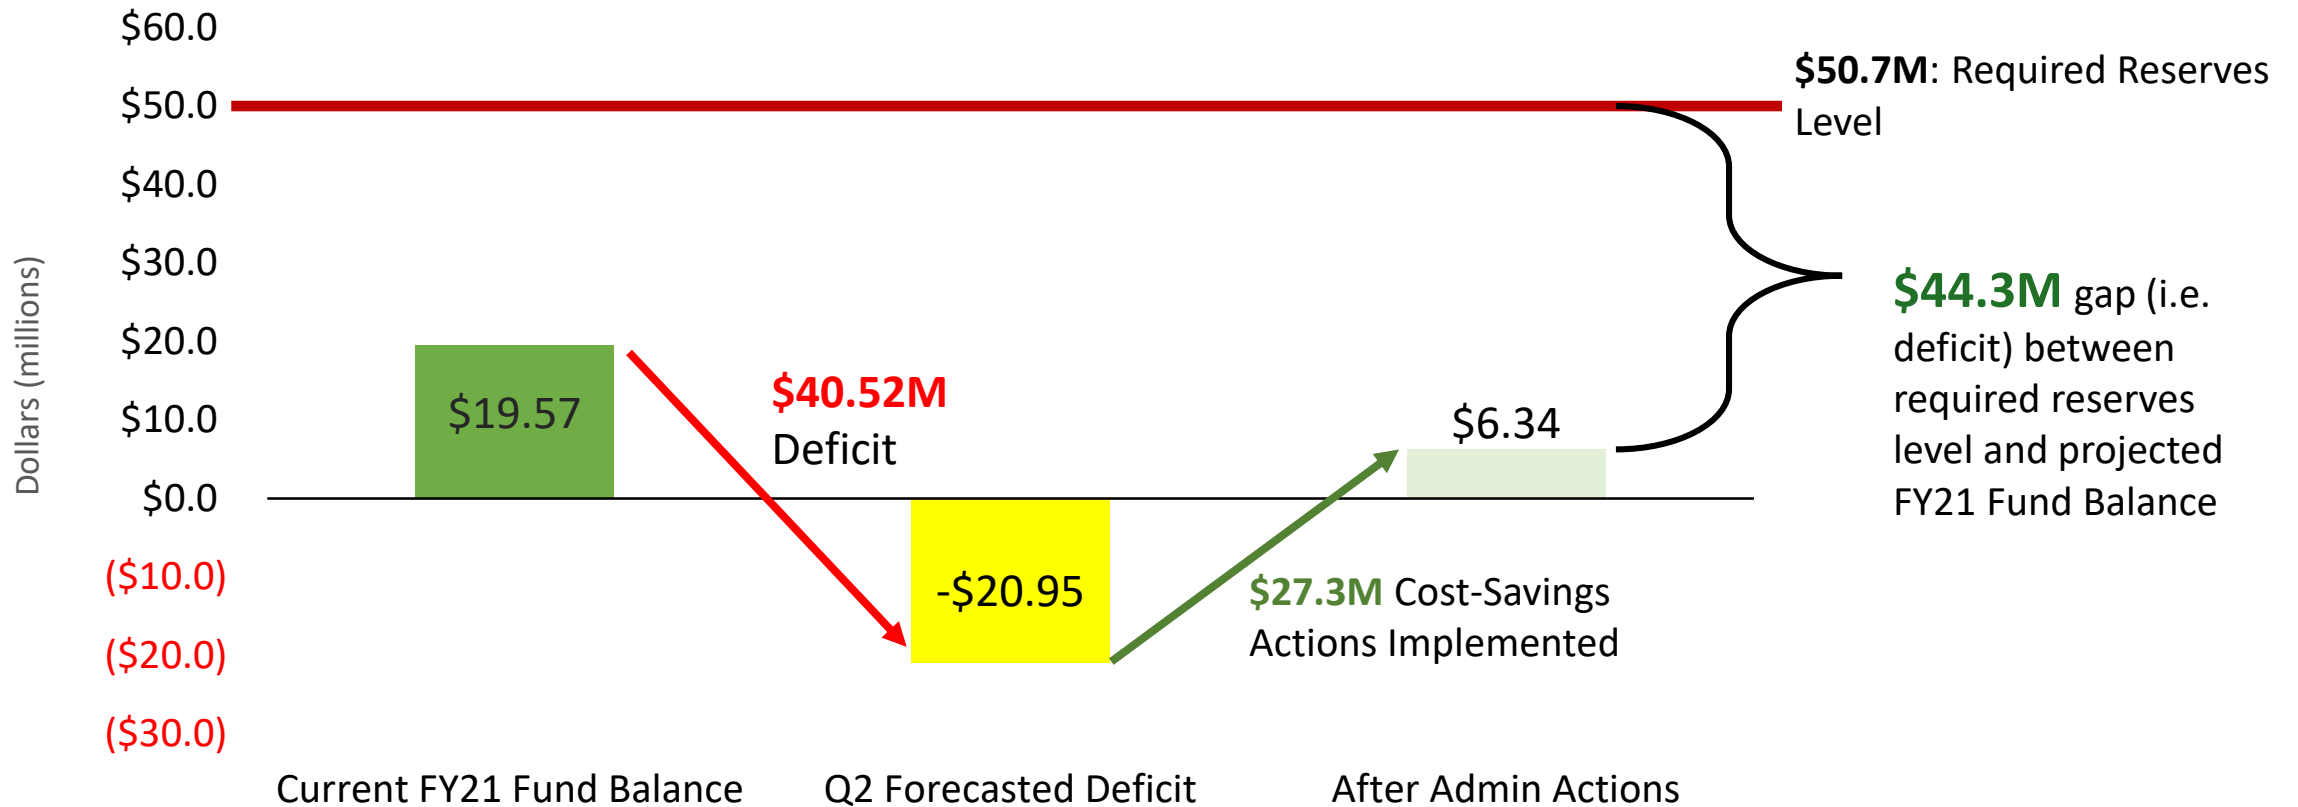 $60.0
$50.0
$40.0
$30.0
$20.0
$10.0
$0.0
($10.0)
($20.0)
($30.0)
Dollars (millions)
$19.57
$40.52M
Deficit
-$20.95
$27.3M Cost-Savings
Actions Implemented
$6.34
$50.7M: Required Reserves
Level
$44.3M gap (i.e.
deficit) between
required reserves
level and projected
FY21 Fund Balance
Current FY21 Fund Balance
Q2 Forecasted Deficit
After Admin Actions